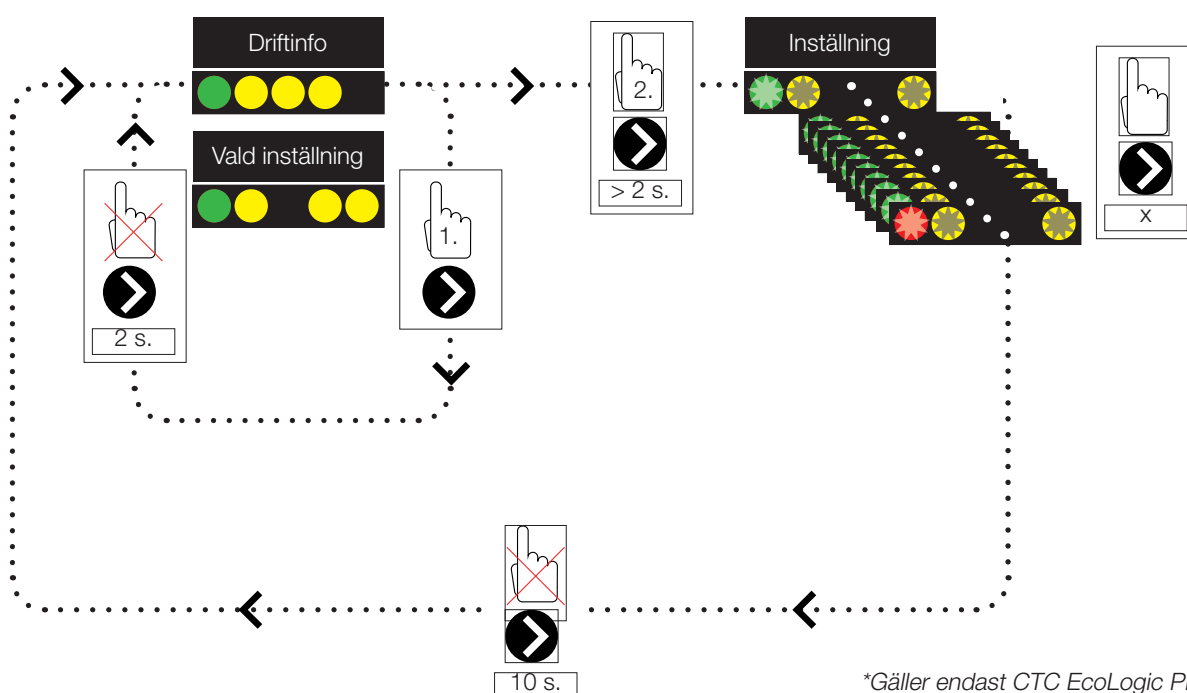 Driftinfo
Vald inställning
2 s.
1.
2.
> 2 s.
Inställning
x
10 s.
*Gäller endast CTC EcoLogic